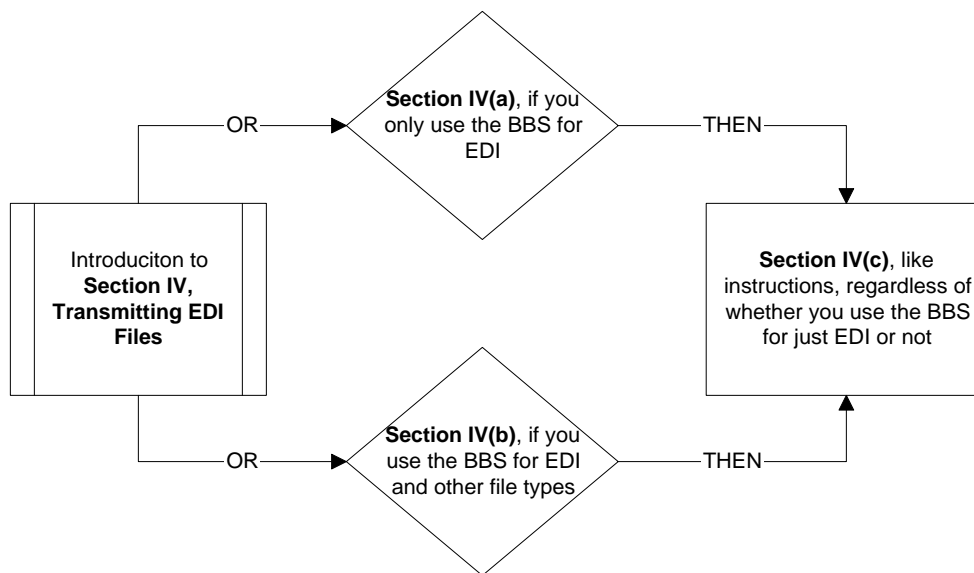 Section IV(a), if you
only use the BBS for
EDI
OR
THEN
Introduciton to
Section IV,
Transmitting EDI
Files
Section IV(c), like
instructions, regardless of
whether you use the BBS
for just EDI or not
Section IV(b), if you
use the BBS for EDI
and other file types
OR
THEN